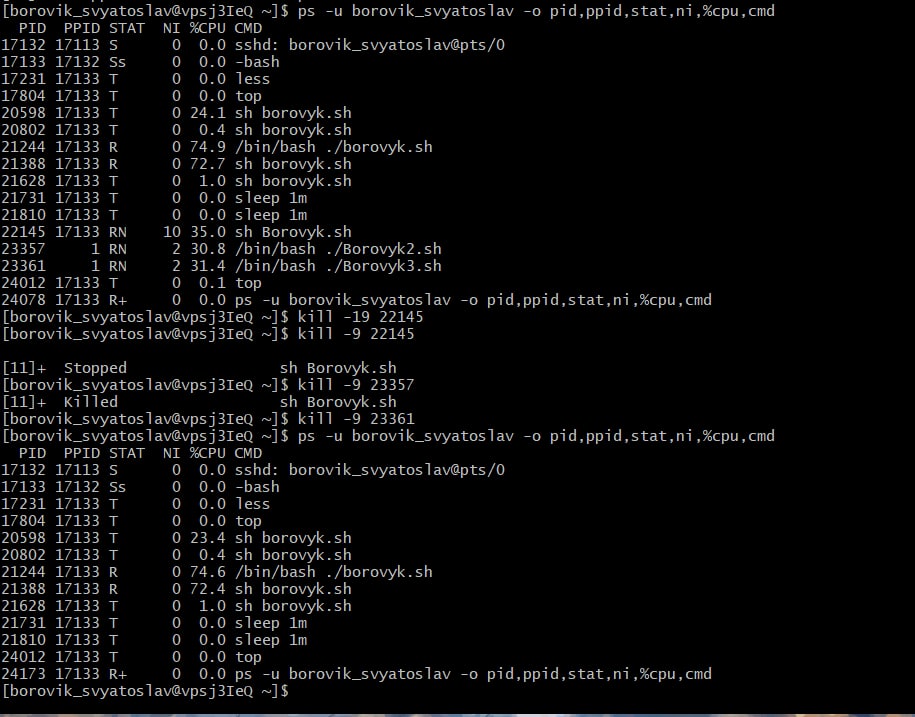 [borovik_svyatoslav@vpsj3IeQ ~]$ ps -u borovik_svyatoslav -o pid,ppid,stat,ni,%cpu,cmd
  PID  PPID STAT  NI %CPU CMD
17132 17113 S      0  0.0 sshd: borovik_svyatoslav@pts/0
17133 17132 Ss     0  0.0 -bash
17231 17133 T      0  0.0 less
17804 17133 T      0  0.0 top
20598 17133 T      0 24.1 sh borovyk.sh
20802 17133 T      0  0.4 sh borovyk.sh
21244 17133 R      0 74.9 /bin/bash ./borovyk.sh
21388 17133 R      0 72.7 sh borovyk.sh
21628 17133 T      0  1.0 sh borovyk.sh
21731 17133 T      0  0.0 sleep 1m
21810 17133 T      0  0.0 sleep 1m
22145 17133 RN    10 35.0 sh Borovyk.sh
23357     1 RN     2 30.8 /bin/bash ./Borovyk2.sh
23361     1 RN     2 31.4 /bin/bash ./Borovyk3.sh
24012 17133 T      0  0.1 top
24078 17133 R+     0  0.0 ps -u borovik_svyatoslav -o pid,ppid,stat,ni,%cpu,cmd
[borovik_svyatoslav@vpsj3IeQ ~]$ kill -19 22145
[borovik_svyatoslav@vpsj3IeQ ~]$ kill -9 22145
[11]+  Stopped                 sh Borovyk.sh
[borovik_svyatoslav@vpsj3IeQ ~]$ kill -9 23357
[11]+  Killed                  sh Borovyk.sh
[borovik_svyatoslav@vpsj3IeQ ~]$ kill -9 23361
[borovik_svyatoslav@vpsj3IeQ ~]$ ps -u borovik_svyatoslav -o pid,ppid,stat,ni,%cpu,cmd
  PID  PPID STAT  NI %CPU CMD
17132 17113 S      0  0.0 sshd: borovik_svyatoslav@pts/0
17133 17132 Ss     0  0.0 -bash
17231 17133 T      0  0.0 less
17804 17133 T      0  0.0 top
20598 17133 T      0 23.4 sh borovyk.sh
20802 17133 T      0  0.4 sh borovyk.sh
21244 17133 R      0 74.6 /bin/bash ./borovyk.sh
21388 17133 R      0 72.4 sh borovyk.sh
21628 17133 T      0  1.0 sh borovyk.sh
21731 17133 T      0  0.0 sleep 1m
21810 17133 T      0  0.0 sleep 1m
24012 17133 T      0  0.0 top
24173 17133 R+     0  0.0 ps -u borovik_svyatoslav -o pid,ppid,stat,ni,%cpu,cmd
[borovik_svyatoslav@vpsj3IeQ ~]$